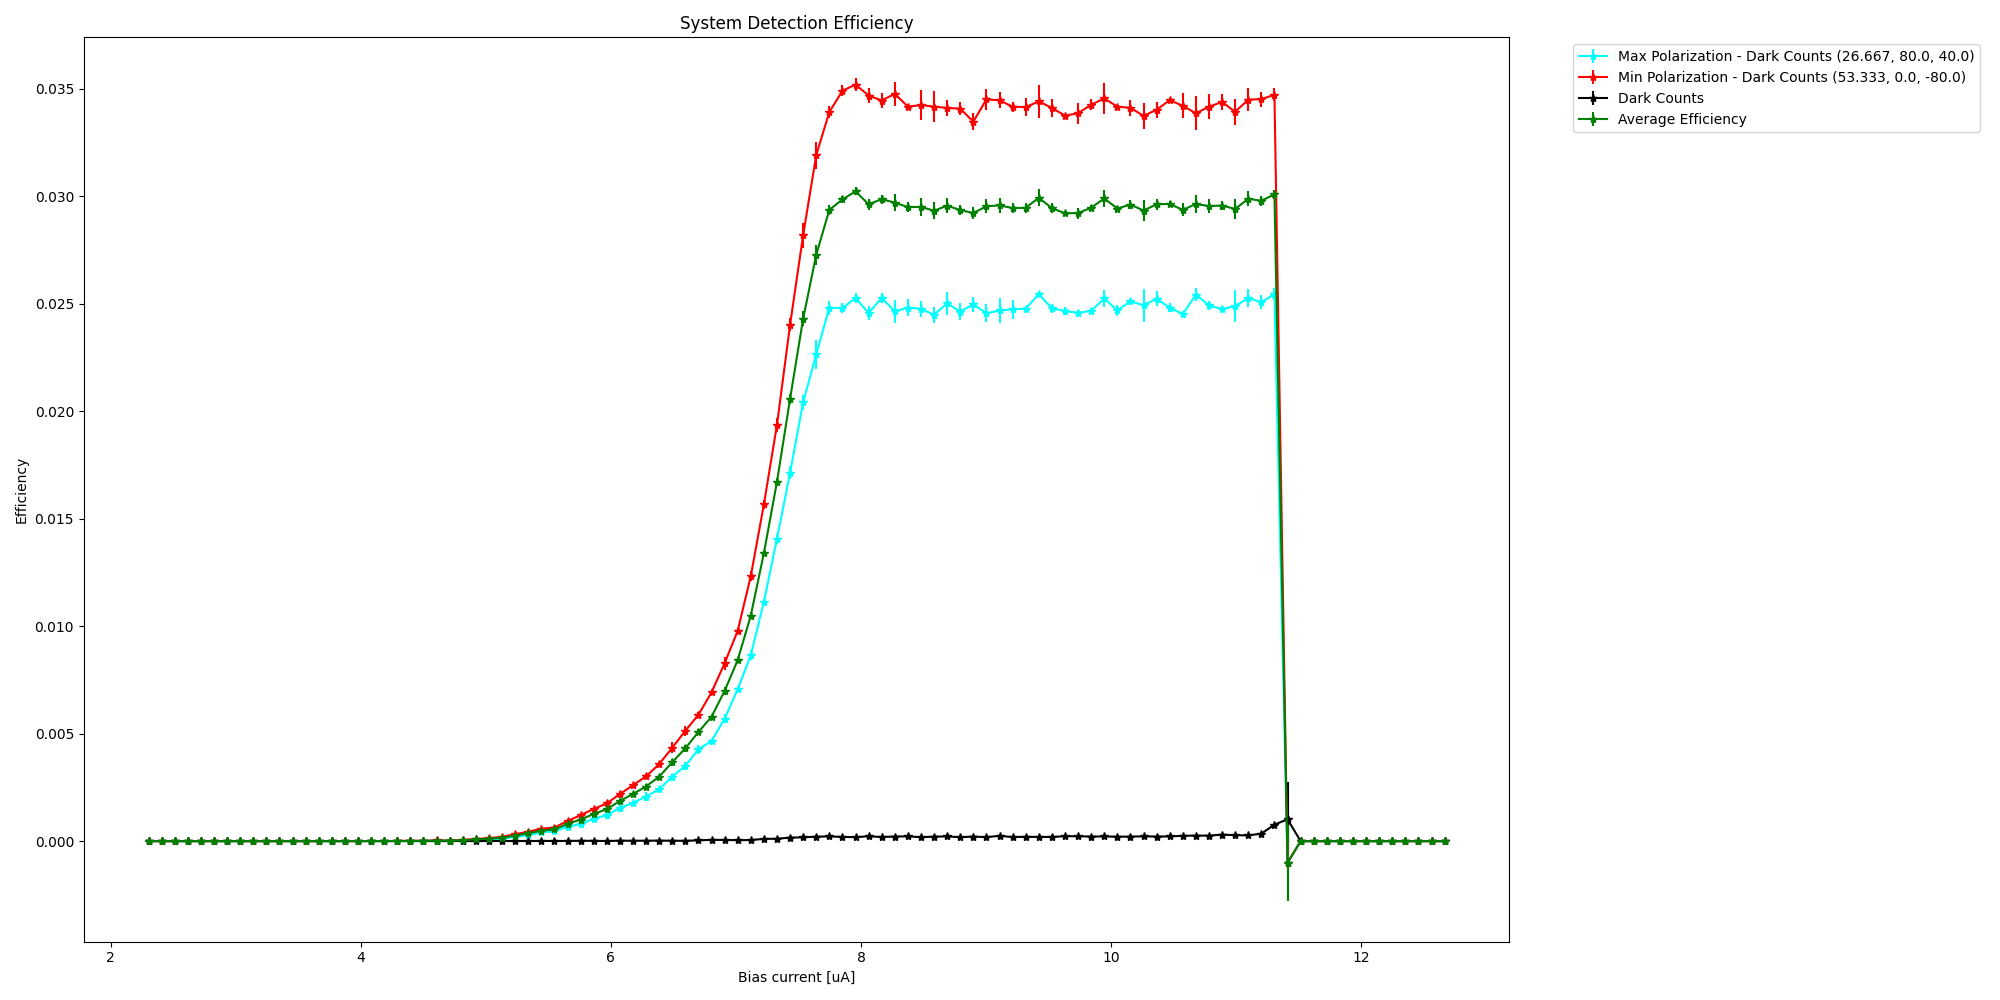 System Detection Efficiency
Max Polarization - Dark Counts (26.667, 80.0, 40.0)
Min Polarization - Dark Counts (53.333, 0.0, -80.0)
Dark Counts
Average Efficiency
Efficiency
0.035
0.030
0.025
0.020
0.015
0.010
0.005
0.000
2 4 6 8 10 12
Bias current [uA]